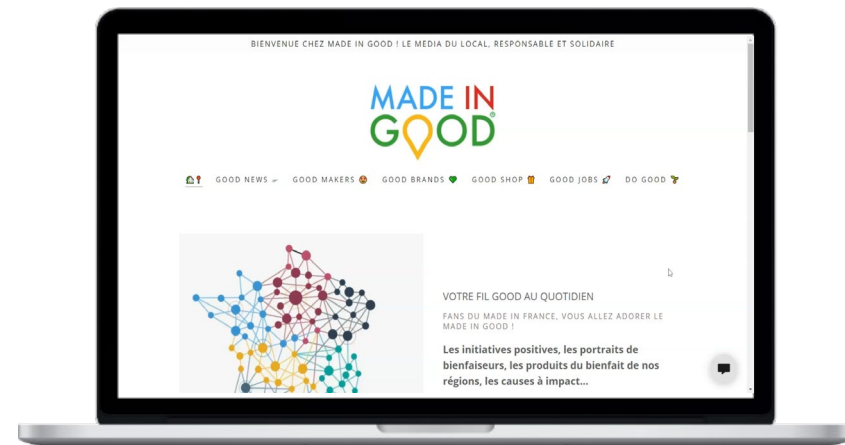 BIENVENUE CHEZ MADE IN GOOD ! LE MEDIA DU LOCAL, RESPONSABLE ET SOLIDAIRE
MADE IN
GOOD®
GOOD NEWS GOOD MAKERS GOOD BRANDS GOOD SHOP GOOD JOBS DO GOOD
VOTRE FIL GOOD AU QUOTIDIEN
FANS DU MADE IN FRANCE, VOUS ALLEZ ADORER LE
MADE IN GOOD !
Les initiatives positives, les portraits de
bienfaiseurs, les produits du bienfait de nos
régions, les causes à impact...